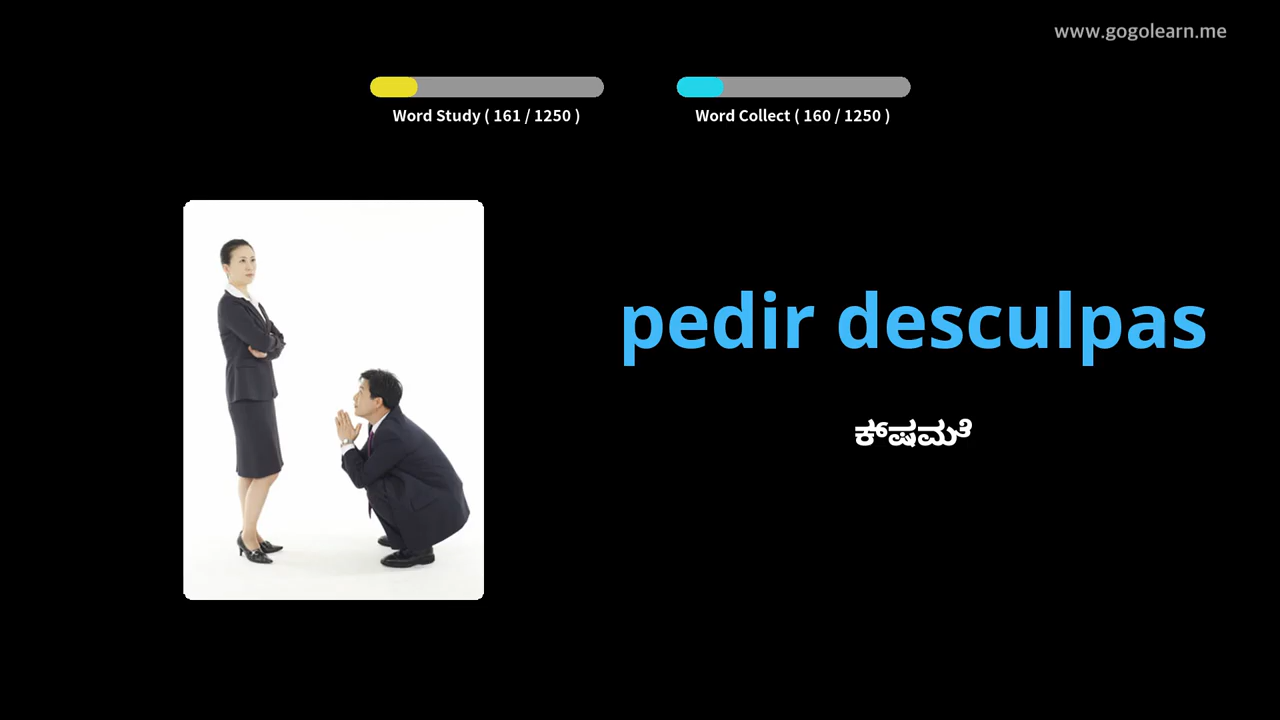 www.gogolearn.me
Word Study ( 161 / 1250 )
Word Collect ( 160 / 1250 )
pedir desculpas
ಕ್ಷಮೆ